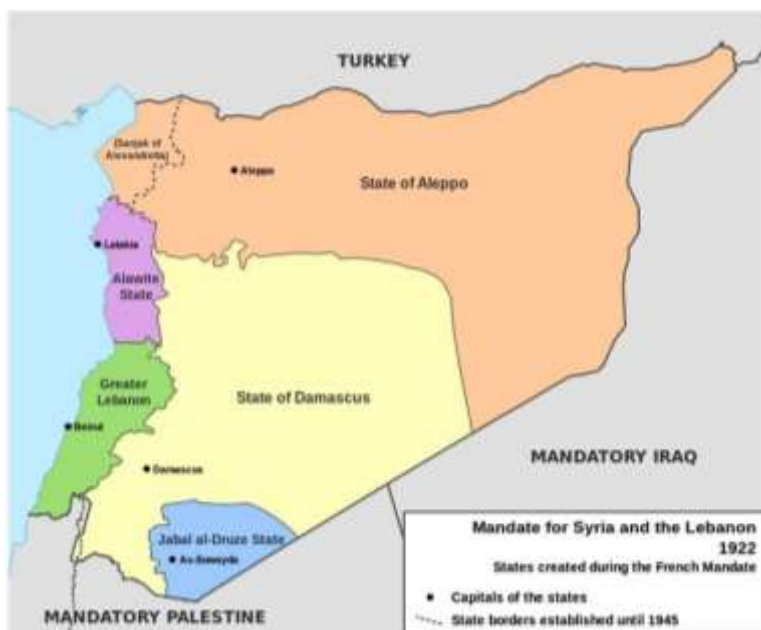 TURKEY
(Sanjak of
Alexandretta)
Aleppo
State of Aleppo
Latakia
Alawite
State
Greater
Lebanon
State of Damascus
Beirut
MANDATORY IRAQ
Damascus
Jabal al-Druze State
As-Suwayda
MANDATORY PALESTINE
Mandate for Syria and the Lebanon
1922
States created during the French Mandate
Capitals of the states
State borders established until 1945